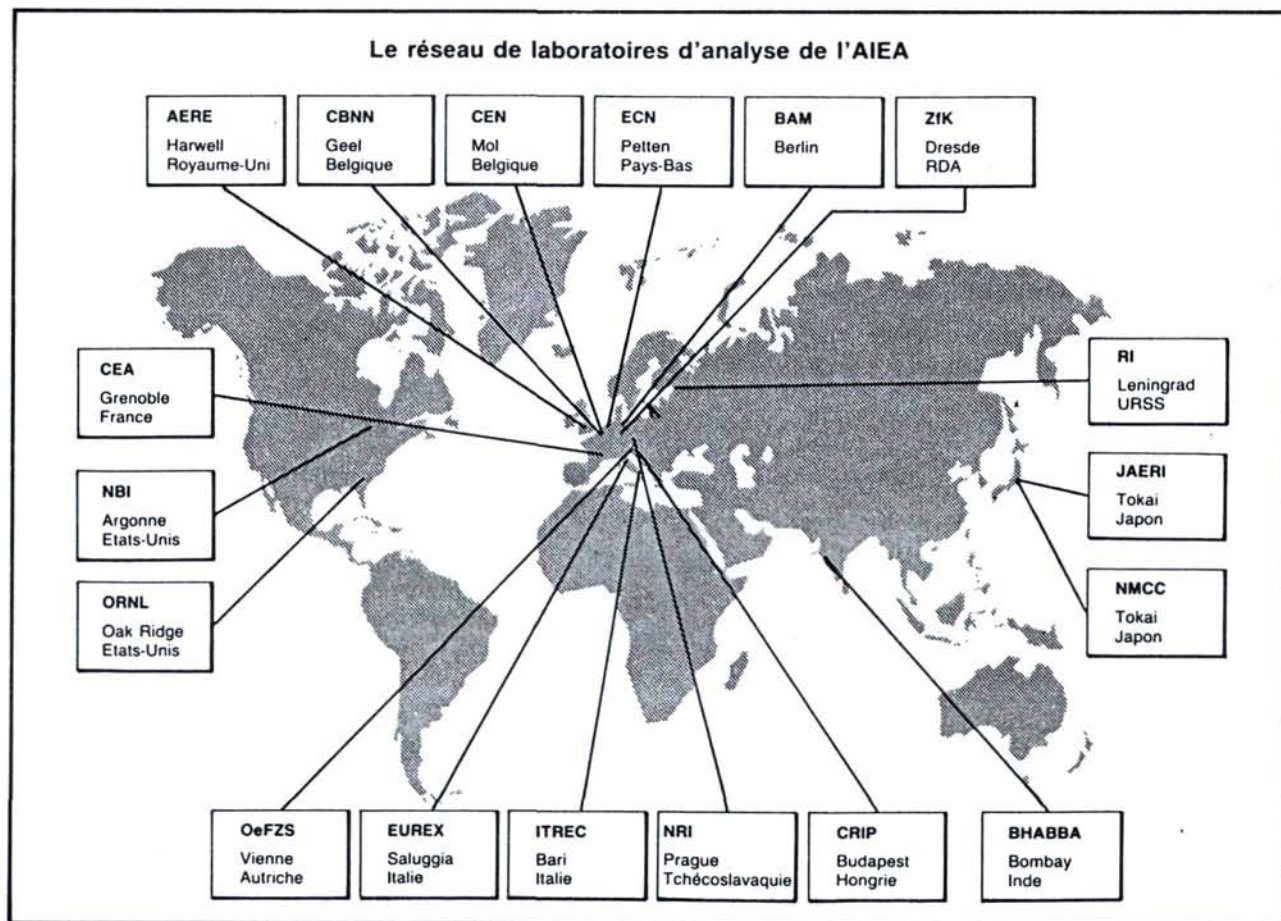 Le réseau de laboratoires d'analyse de l'AIEA
AERE
Harwell
Royaume-Uni
CBNN
Geel
Belgique
CEN
Mol
Belgique
ECN
Petten
Pays-Bas
BAM
Berlin
ZfK
Dresde
RDA
CEA
Grenoble
France
NBI
Argonne
Etats-Unis
ORNL
Oak Ridge
Etats-Unis
RI
Leningrad
URSS
JAERI
Tokai
Japon
NMCC
Tokai
Japon
OeFZS
Vienne
Autriche
EUREX
Saluggia
Italie
ITREC
Bari
Italie
NRI
Prague
Tchécoslavaquie
CRIP
Budapest
Hongrie
BHABBA
Bombay
Inde